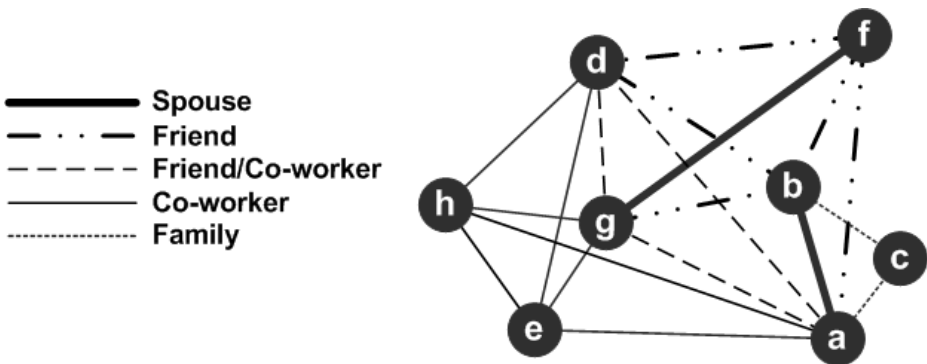 Spouse
Friend
Friend/Co-worker
Co-worker
Family
f
d
b
h
g
c
e
a